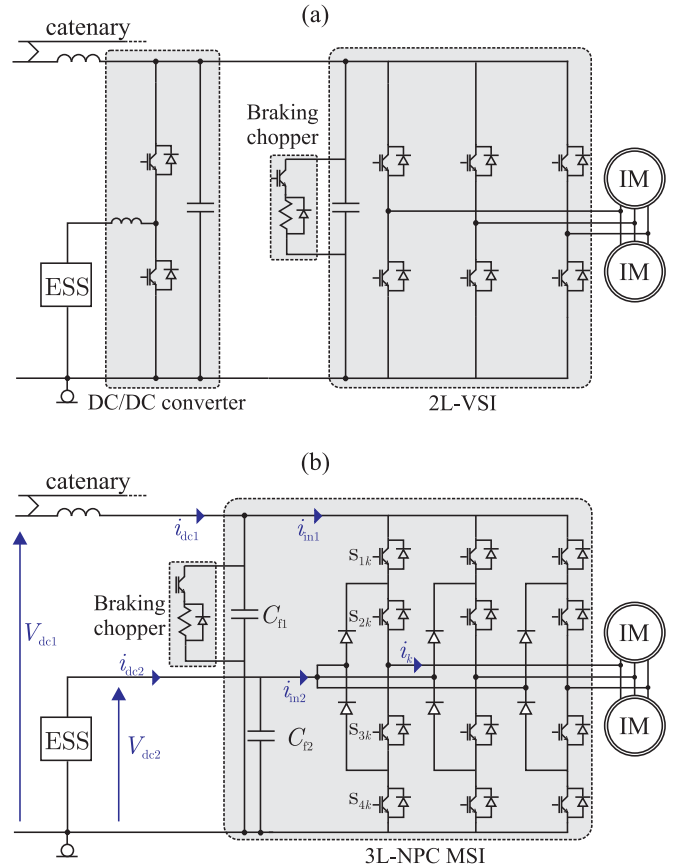 (a)
catenary
Braking
chopper
IM
IM
ESS
DC/DC converter
2L-VSI
(b)
catenary
i_dc1
i_in1
S_1k
Braking
chopper
C_f1
S_2k
V_dc1
i_dc2
i_k
IM
i_in2
IM
ESS
V_dc2
C_f2
S_3k
S_4k
3L-NPC MSI